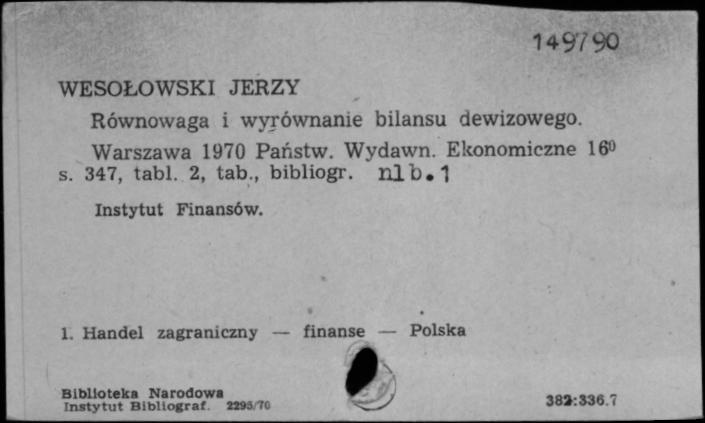 149790
WESOŁOWSKI JERZY
Równowaga i wyrównanie bilansu dewizowego.
Warszawa 1970 Państw. Wydawn. Ekonomiczne 16⁰
s. 347, tabl. 2, tab., bibliogr. nlb.1
Instytut Finansów.
1. Handel zagraniczny — finanse — Polska
Biblioteka Narodowa
Instytut Bibliograf. 2295/70
382:336.7